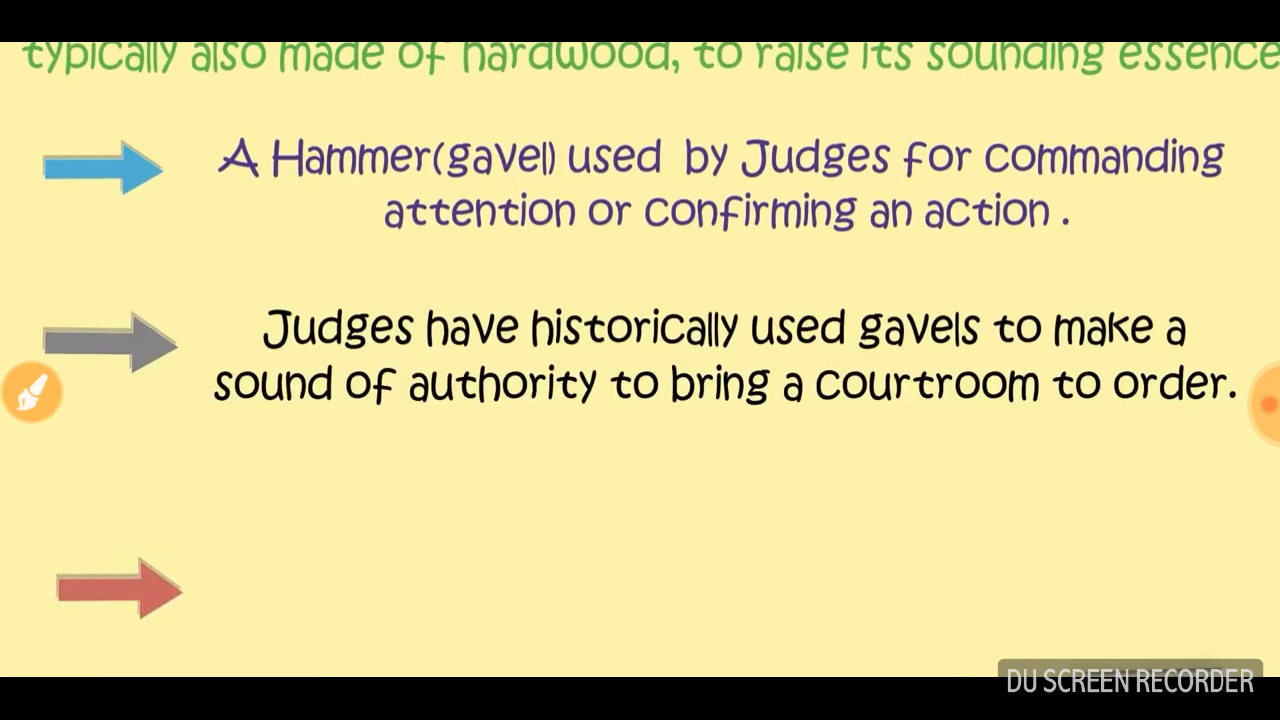 typically also made of hardwood, to raise its sounding essence
A Hammer(gavel) used by Judges for commanding
attention or confirming an action .
Judges have historically used gavels to make a
sound of authority to bring a courtroom to order.
DU SCREEN RECORDER